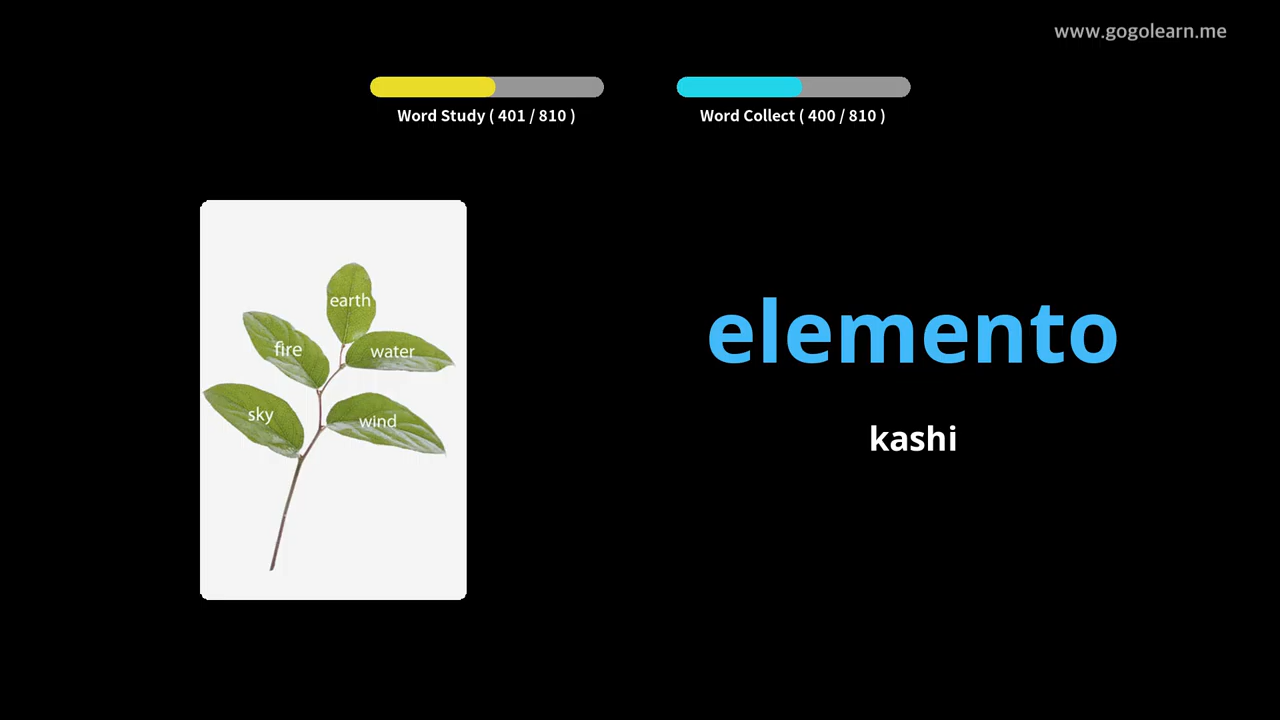 www.gogolearn.me
Word Study ( 401 / 810 )
Word Collect ( 400 / 810 )
earth
fire
water
sky
wind
elemento
kashi